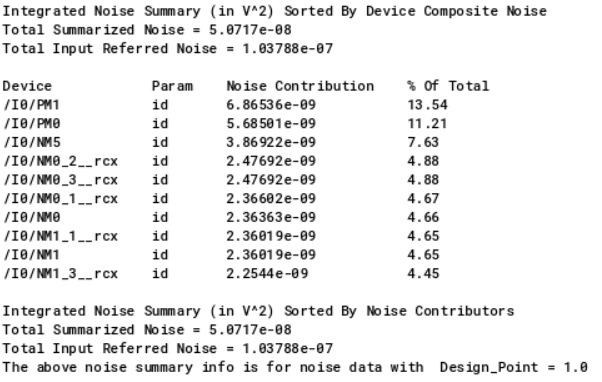 Integrated Noise Summary (in V^2) Sorted By Device Composite Noise
Total Summarized Noise = 5.0717e-08
Total Input Referred Noise = 1.03788e-07
Device Param Noise Contribution % Of Total
/I0/PM1 id 6.86536e-09 13.54
/I0/PM0 id 5.68501e-09 11.21
/I0/NM5 id 3.86922e-09 7.63
/I0/NM0_2__rcx id 2.47692e-09 4.88
/I0/NM0_3__rcx id 2.47692e-09 4.88
/I0/NM0_1__rcx id 2.36602e-09 4.67
/I0/NM0 id 2.36363e-09 4.66
/I0/NM1_1__rcx id 2.36019e-09 4.65
/I0/NM1 id 2.36019e-09 4.65
/I0/NM1_3__rcx id 2.2544e-09 4.45
Integrated Noise Summary (in V^2) Sorted By Noise Contributors
Total Summarized Noise = 5.0717e-08
Total Input Referred Noise = 1.03788e-07
The above noise summary info is for noise data with Design_Point = 1.0